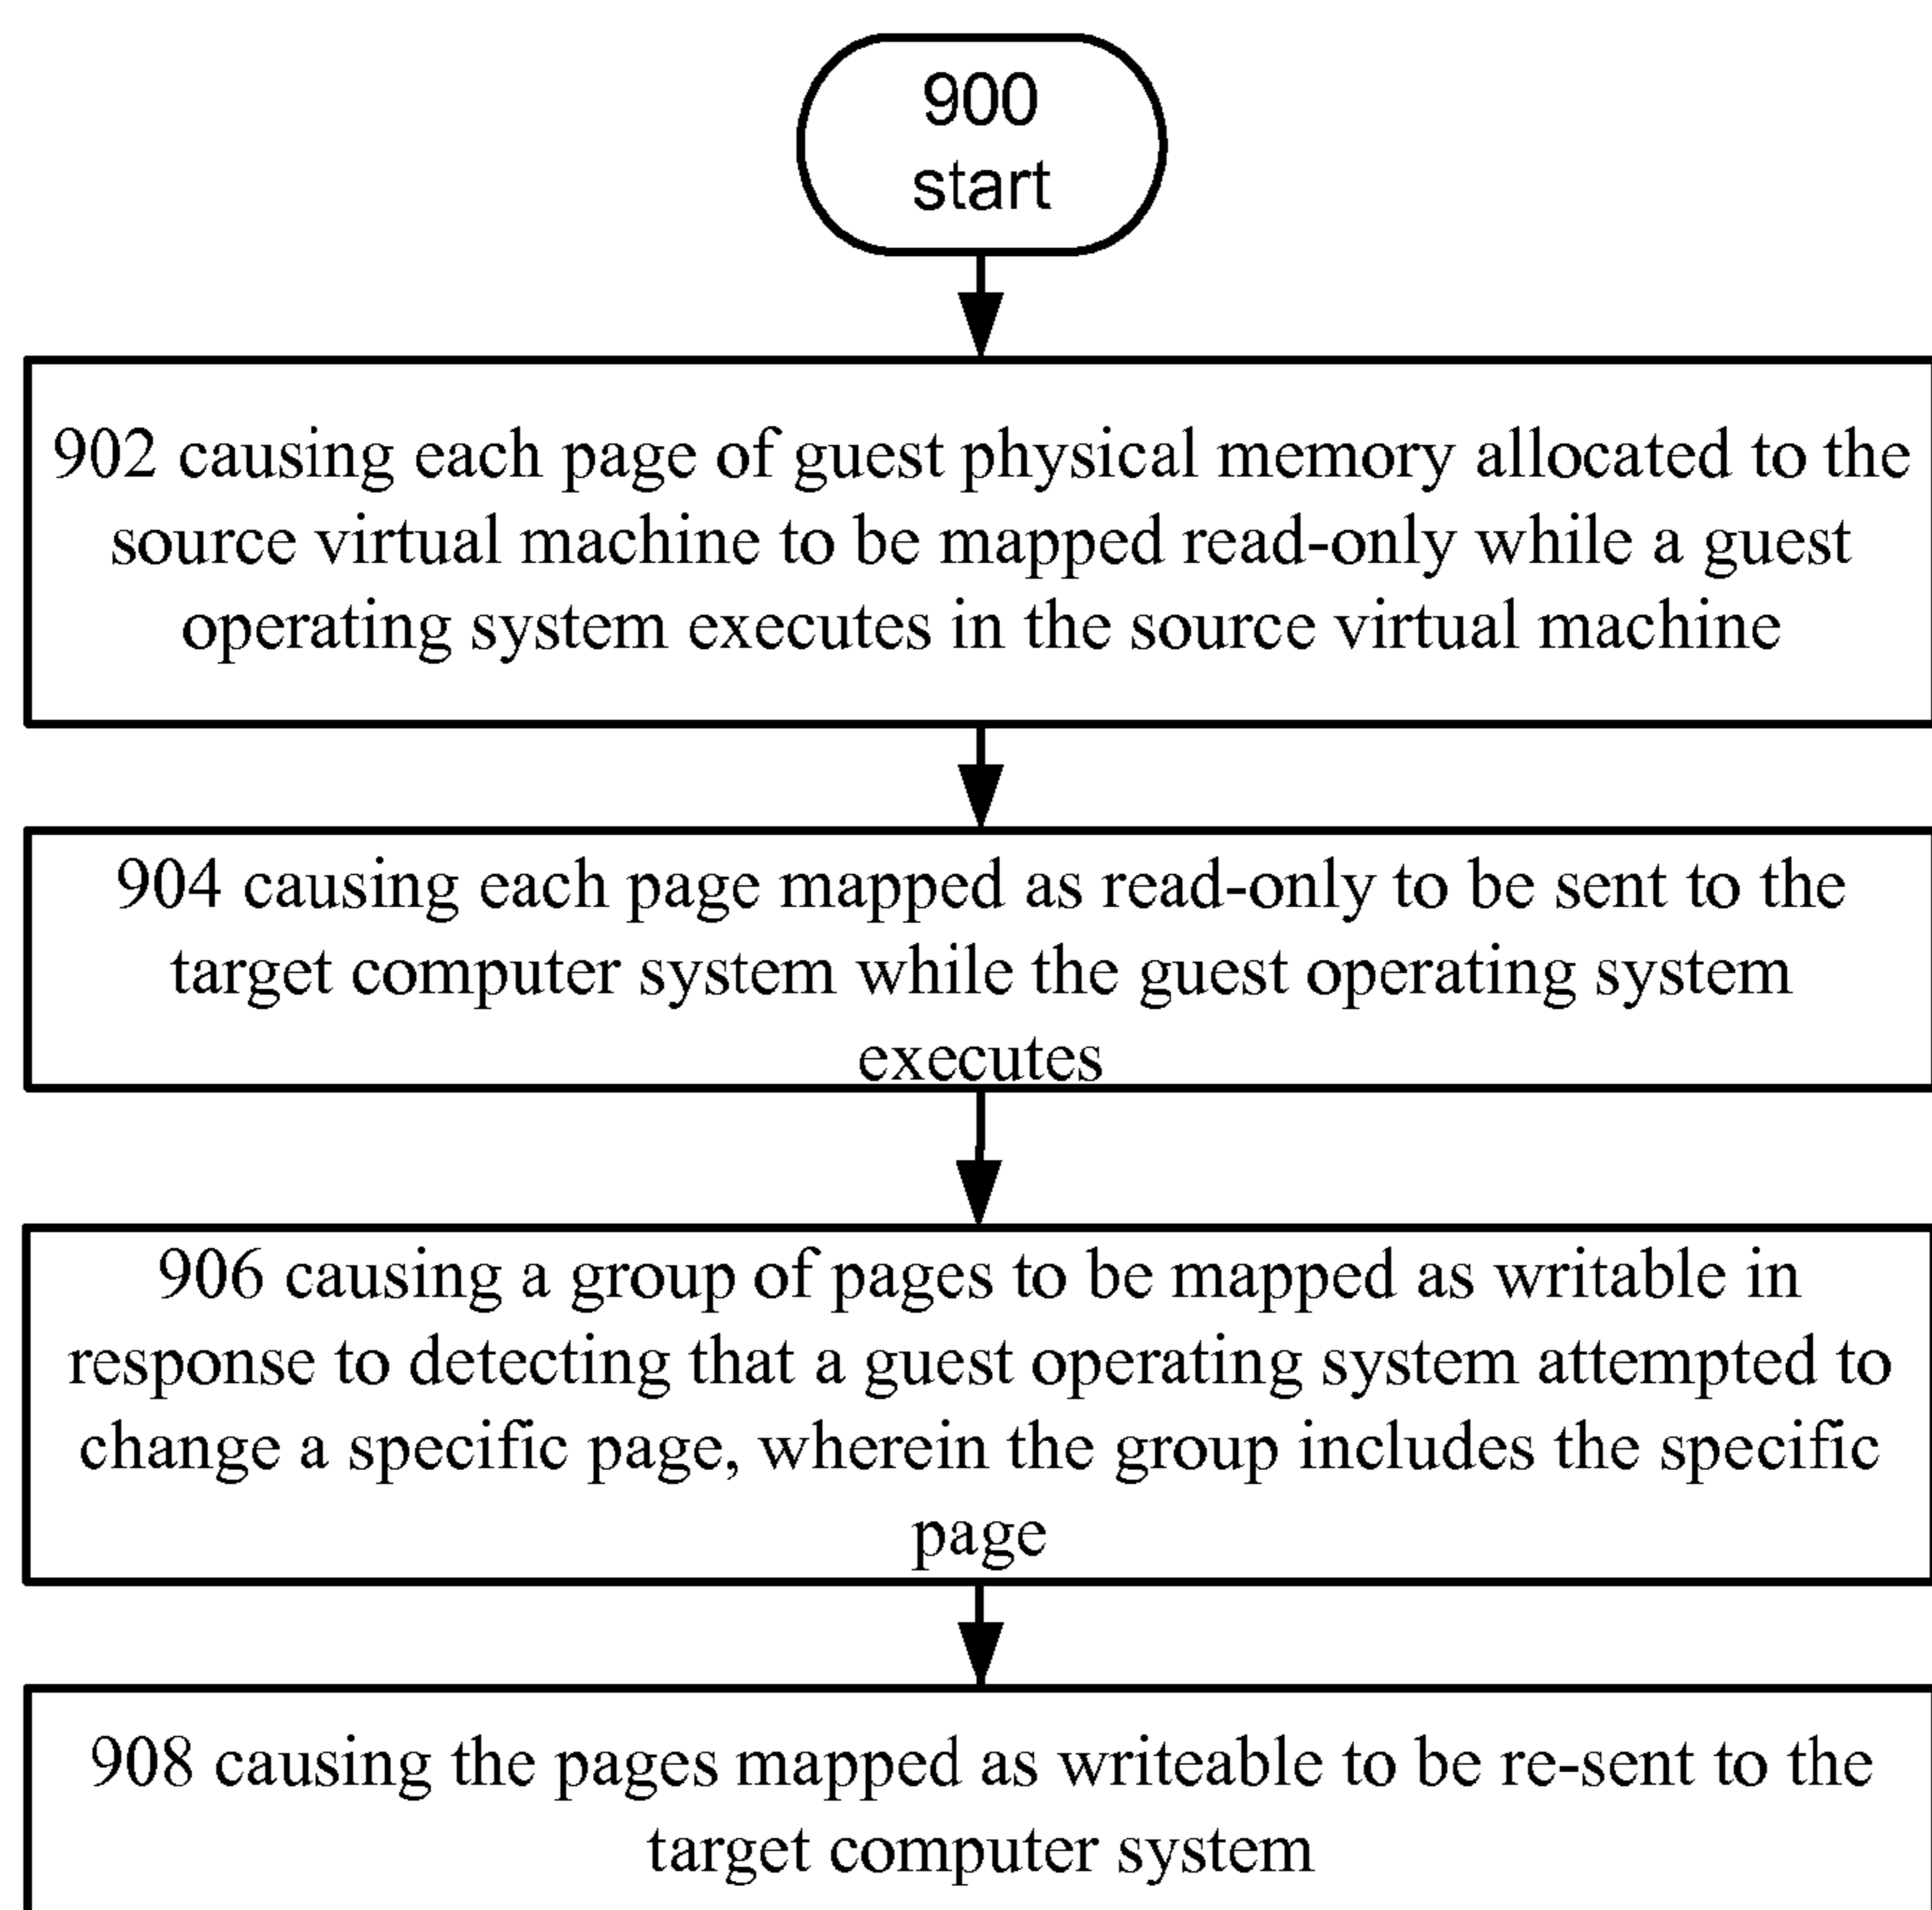 900
start
902 causing each page of guest physical memory allocated to the
source virtual machine to be mapped read-only while a guest
operating system executes in the source virtual machine
904 causing each page mapped as read-only to be sent to the
target computer system while the guest operating system
executes
906 causing a group of pages to be mapped as writable in
response to detecting that a guest operating system attempted to
change a specific page, wherein the group includes the specific
page
908 causing the pages mapped as writeable to be re-sent to the
target computer system